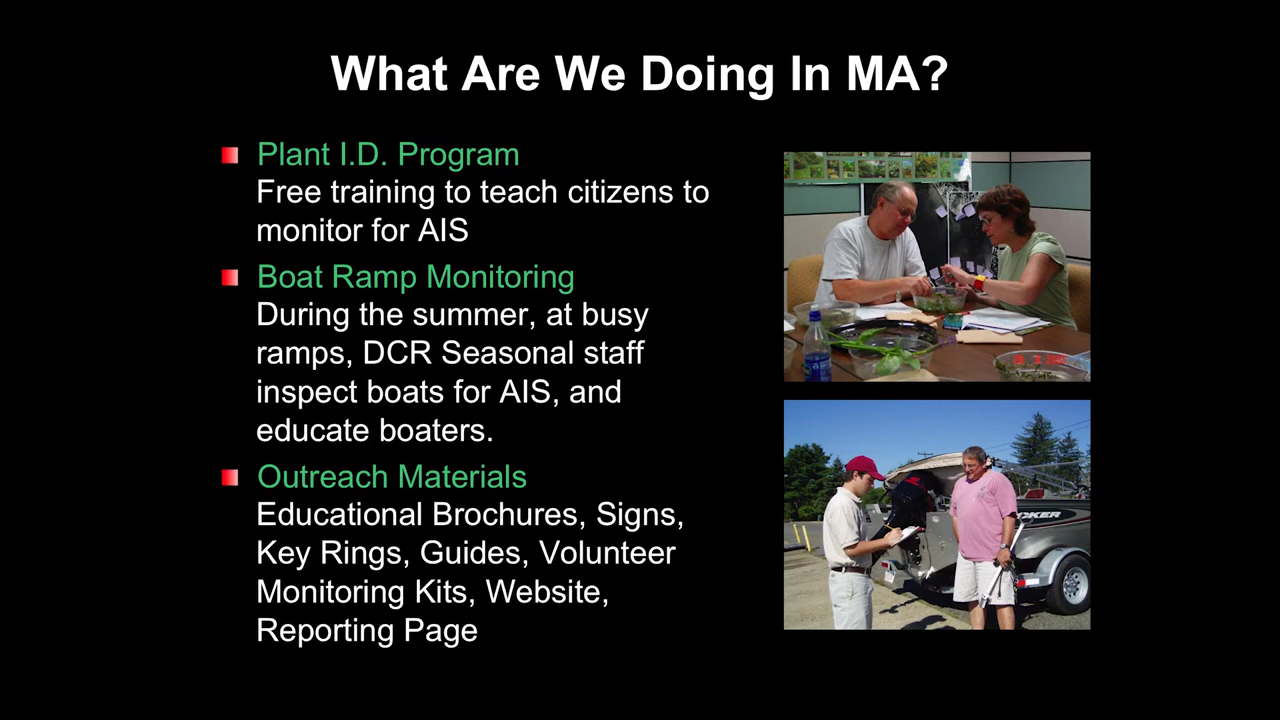 What Are We Doing In MA?
Plant I.D. Program
Free training to teach citizens to
monitor for AIS
Boat Ramp Monitoring
During the summer, at busy
ramps, DCR Seasonal staff
inspect boats for AIS, and
educate boaters.
Outreach Materials
Educational Brochures, Signs,
Key Rings, Guides, Volunteer
Monitoring Kits, Website,
Reporting Page